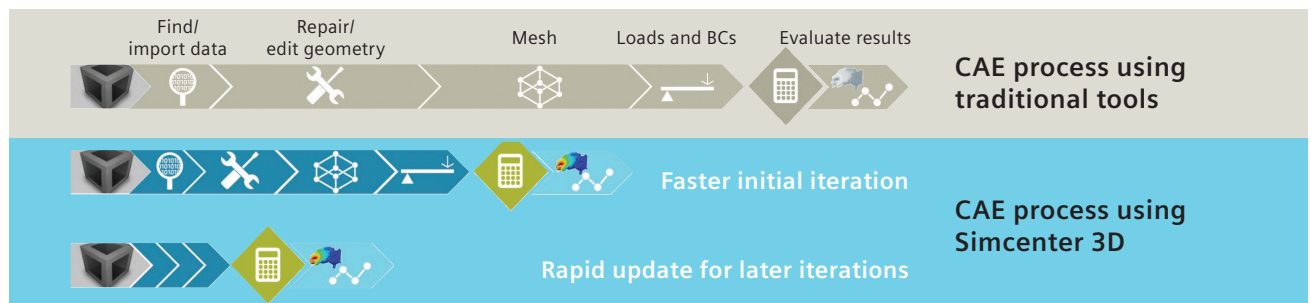 Find/
import data
Repair/
edit geometry
Mesh
Loads and BCs
Evaluate results
CAE process using
traditional tools
Faster initial iteration
CAE process using
Simcenter 3D
Rapid update for later iterations